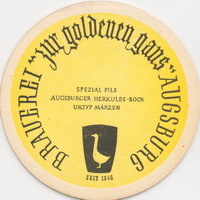 BRAUEREI "zur goldenen gans" AUGSBURG
SPEZIAL PILS
AUGSBURGER HERKULES-BOCK
URTYP MÄRZEN
SEIT 1346